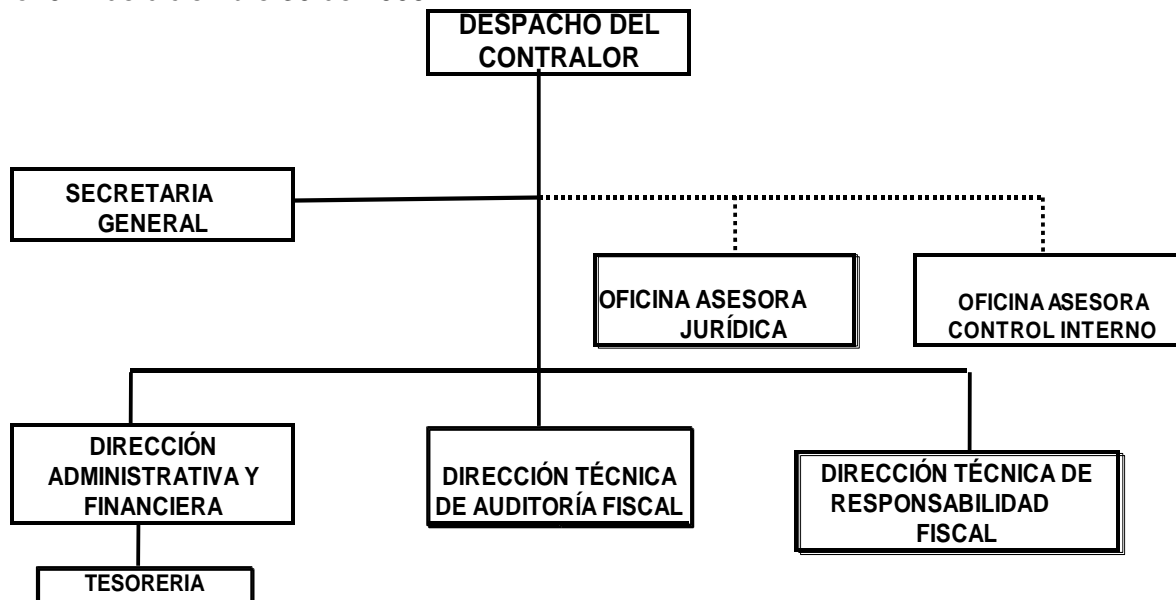 DESPACHO DEL
CONTRALOR
SECRETARIA
GENERAL
OFICINA ASESORA
JURÍDICA
OFICINA ASESORA
CONTROL INTERNO
DIRECCIÓN
ADMINISTRATIVA Y
FINANCIERA
DIRECCIÓN TÉCNICA
DE AUDITORÍA FISCAL
DIRECCIÓN TÉCNICA DE
RESPONSABILIDAD
FISCAL
TESORERIA